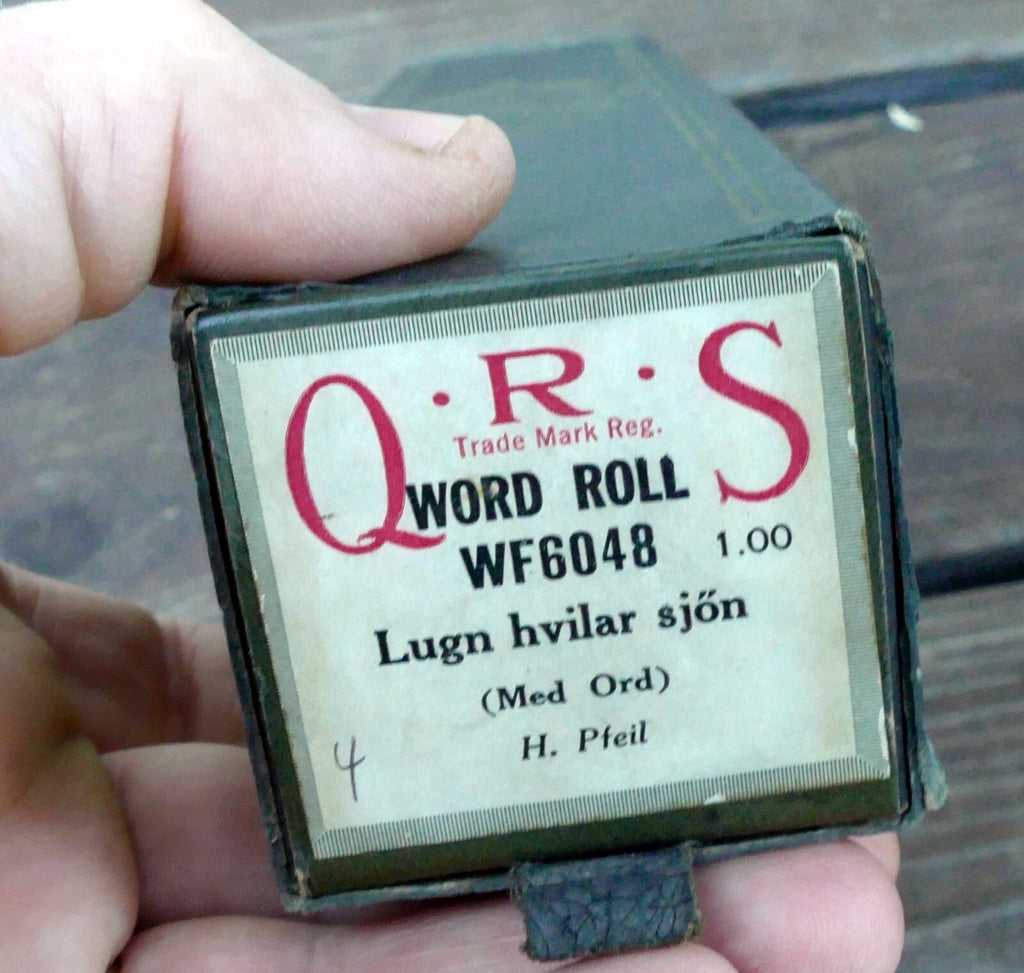 Q·R·S
Trade Mark Reg.
WORD ROLL
WF6048 1.00
Lugn hvilar sjőn
(Med Ord)
H. Pfeil
4